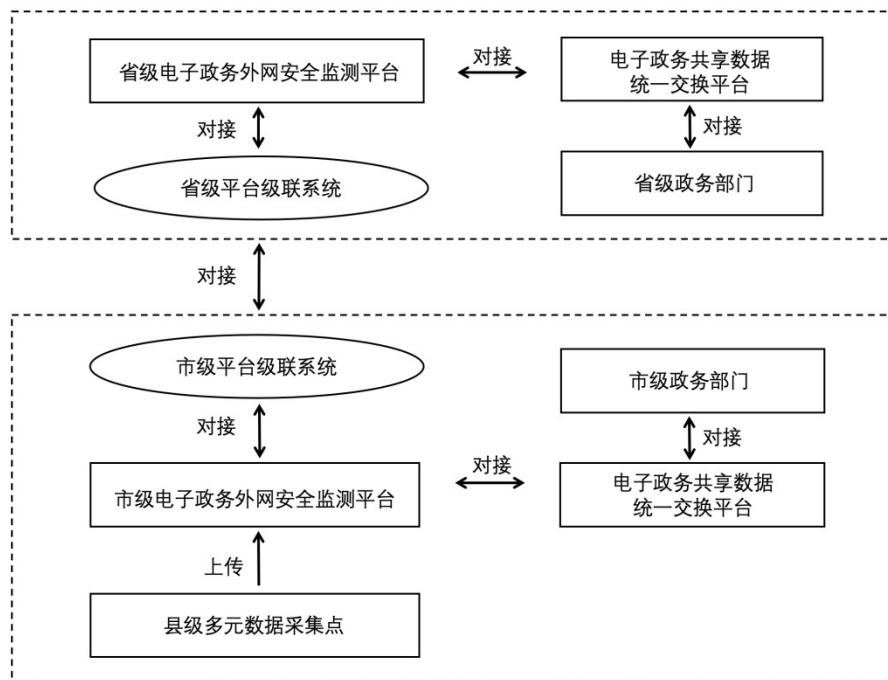 省级电子政务外网安全监测平台
对接
电子政务共享数据
统一交换平台
对接
对接
省级平台级联系统
省级政务部门
对接
市级平台级联系统
市级政务部门
对接
对接
市级电子政务外网安全监测平台
对接
电子政务共享数据
统一交换平台
上传
县级多元数据采集点